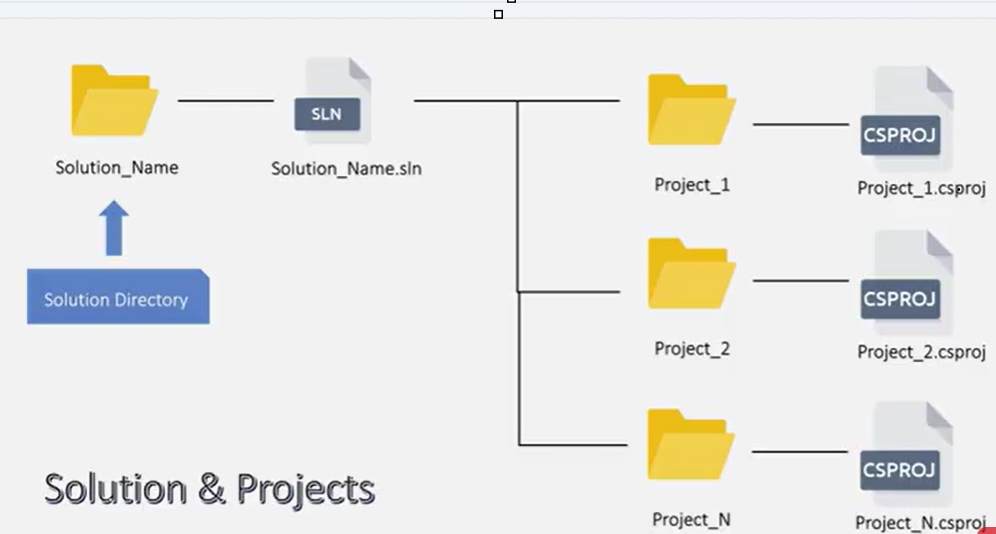 SLN
Solution_Name
Solution_Name.sln
CSPROJ
Project_1
Project_1.csproj
Solution Directory
CSPROJ
Project_2
Project_2.csproj
CSPROJ
Solution & Projects
Project_N
Project_N.csproj